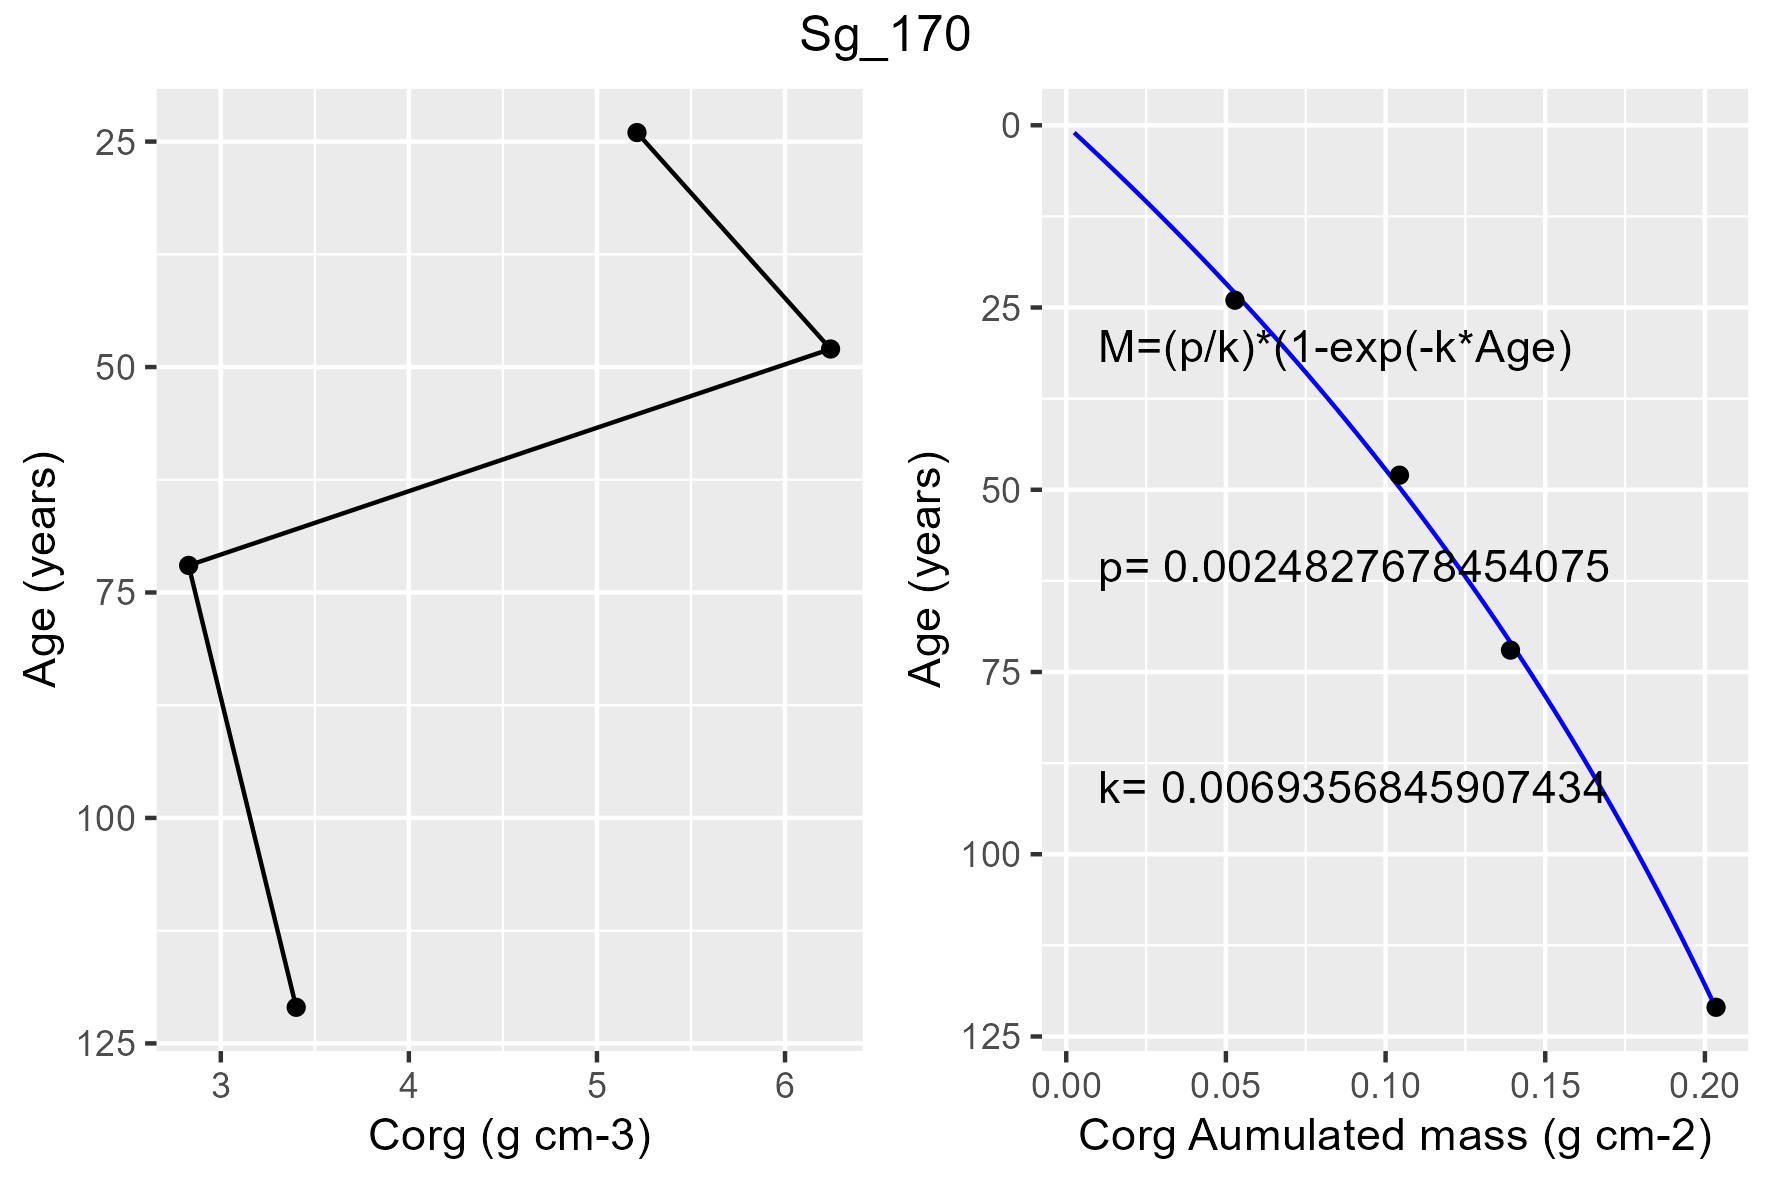 Sg_170
Age (years)
25
50
75
100
125
3 4 5 6
Corg (g cm-3)
Age (years)
0
25
50
75
100
125
M=(p/k)*(1-exp(-k*Age)
p= 0.0024827678454075
k= 0.0069356845907434
0.00 0.05 0.10 0.15 0.20
Corg Aumulated mass (g cm-2)